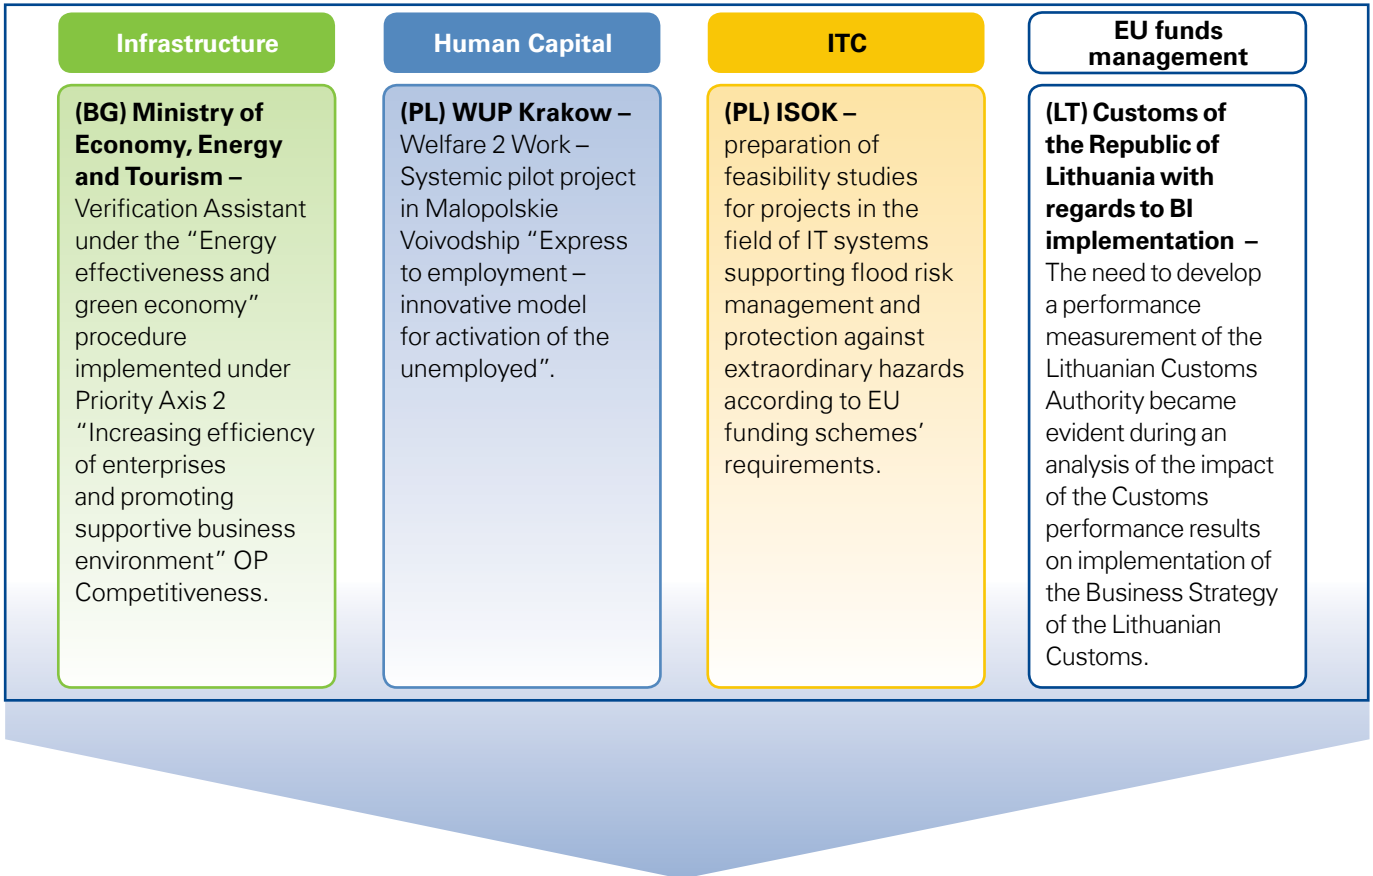 Infrastructure
(BG) Ministry of
Economy, Energy
and Tourism –
Verification Assistant
under the “Energy
effectiveness and
green economy”
procedure
implemented under
Priority Axis 2
“Increasing efficiency
of enterprises
and promoting
supportive business
environment” OP
Competitiveness.
Human Capital
(PL) WUP Krakow –
Welfare 2 Work –
Systemic pilot project
in Malopolskie
Voivodship “Express
to employment –
innovative model
for activation of the
unemployed”.
ITC
(PL) ISOK –
preparation of
feasibility studies
for projects in the
field of IT systems
supporting flood risk
management and
protection against
extraordinary hazards
according to EU
funding schemes’
requirements.
EU funds
management
(LT) Customs of
the Republic of
Lithuania with
regards to BI
implementation –
The need to develop
a performance
measurement of the
Lithuanian Customs
Authority became
evident during an
analysis of the impact
of the Customs
performance results
on implementation of
the Business Strategy
of the Lithuanian
Customs.